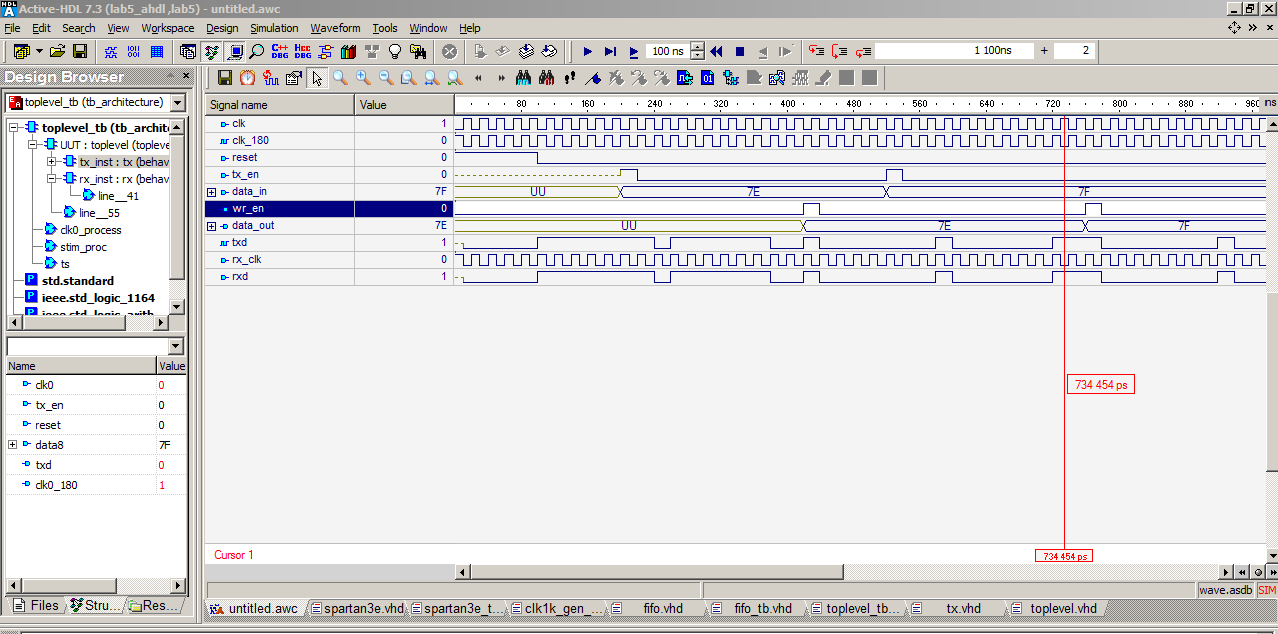 Active-HDL 7.3 (lab5_ahdl ,lab5) - untitled.awc
File Edit Search View Workspace Design Simulation Waveform Tools Window Help
C++ DBG
100 ns
1 100ns + 2
Design Browser
toplevel_tb (tb_architecture)
toplevel_tb (tb_archite
UUT : toplevel (topleve
tx_inst : tx (behav
rx_inst : rx (behav
line__41
line__55
clk0_process
stim_proc
ts
std.standard
ieee.std_logic_1164
ieee.std_logic_arith
Name Value
clk0 0
tx_en 0
reset 0
data8 7F
txd 0
clk0_180 1
Files Stru... Res...
Signal name Value 80 160 240 320 400 480 560 640 720 800 880 960 ns
clk 1
clk_180 0
reset 0
tx_en 0
data_in 7F UU 7E 7F
wr_en 0
data_out 7E UU 7E 7F
txd 1
rx_clk 0
rxd 1
734 454 ps
Cursor 1 734 454 ps
wave.asdb SIM
untitled.awc spartan3e.vhd spartan3e_t... clk1k_gen_... fifo.vhd fifo_tb.vhd toplevel_tb... tx.vhd toplevel.vhd